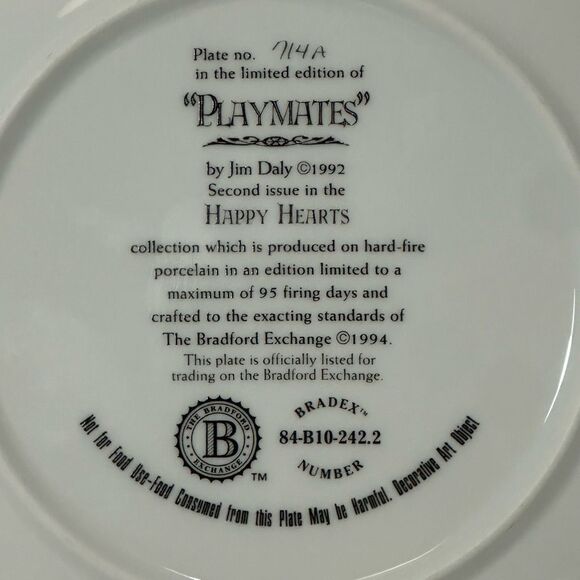 Plate no. 714A
in the limited edition of
"PLAYMATES"
by Jim Daly ©1992
Second issue in the
HAPPY HEARTS
collection which is produced on hard-fire
porcelain in an edition limited to a
maximum of 95 firing days and
crafted to the exacting standards of
The Bradford Exchange ©1994.
This plate is officially listed for
trading on the Bradford Exchange.
THE BRADFORD
B
EXCHANGE
TM
BRADEX™
84-B10-242.2
NUMBER
Not for Food Use-Food Consumed from this Plate May be Harmful. Decorative Art Object